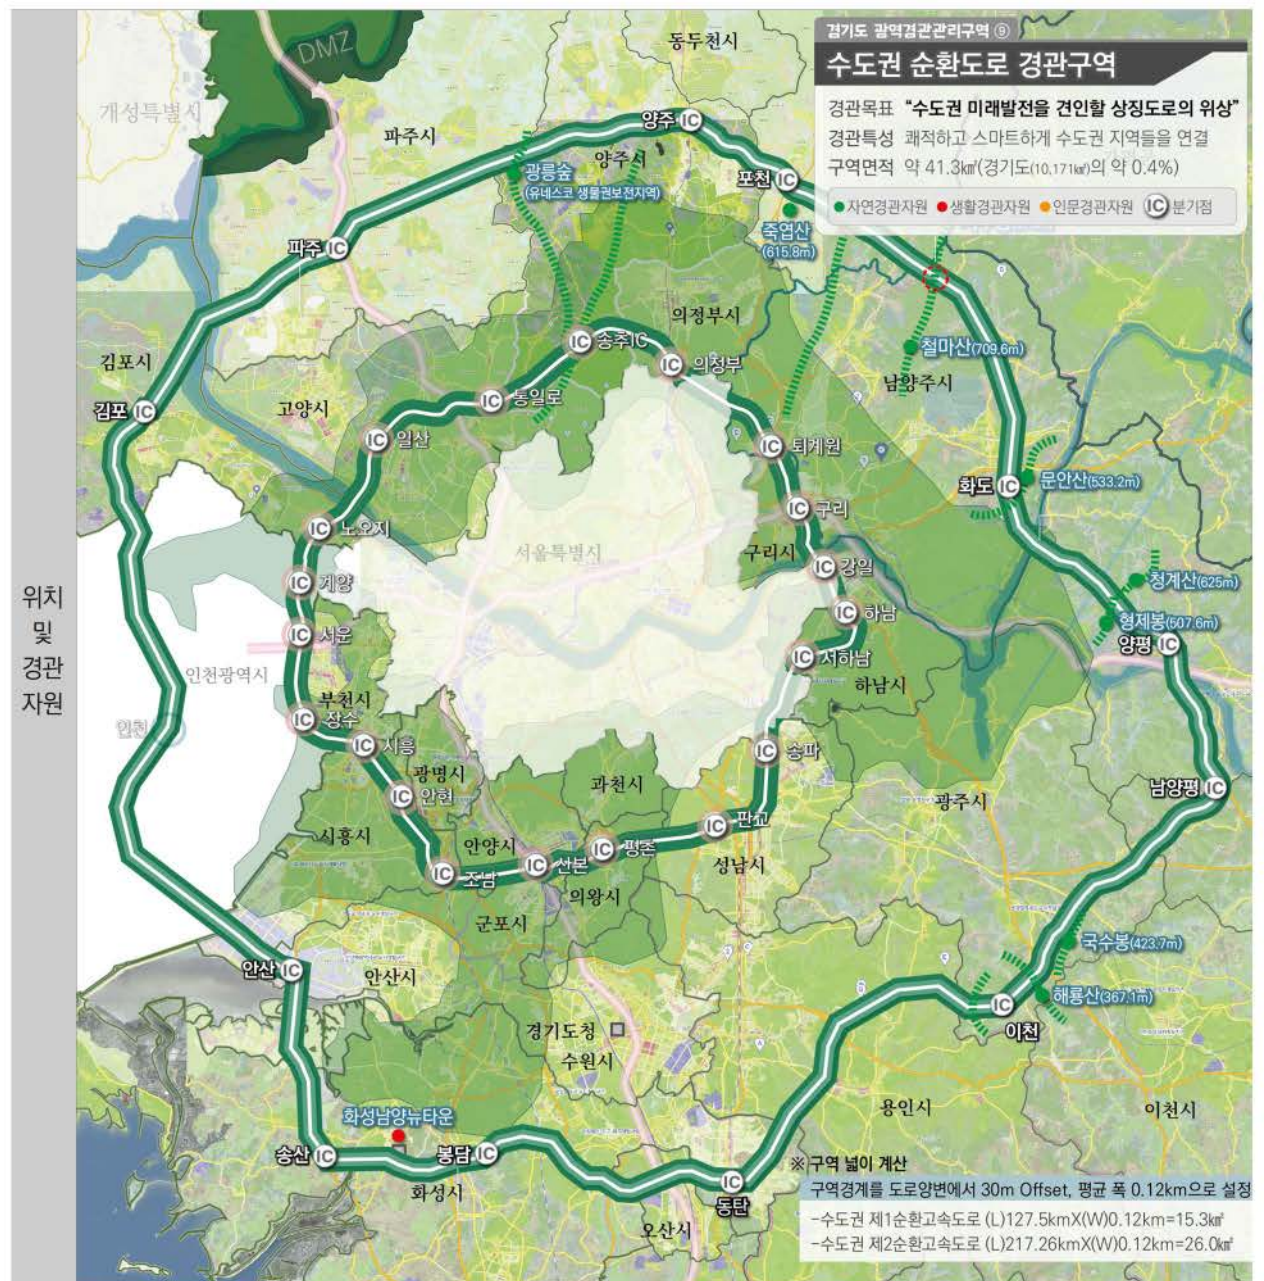 위치
및
경관
자원
경기도 광역경관관리구역 ⑨
수도권 순환도로 경관구역
경관목표 “수도권 미래발전을 견인할 상징도로의 위상”
경관특성 쾌적하고 스마트하게 수도권 지역들을 연결
구역면적 약 41.3㎢(경기도(10,171㎢)의 약 0.4%)
자연경관자원 생활경관자원 인문경관자원 IC 분기점
DMZ
동두천시
개성특별시
파주시
양주 IC
양주시
광릉숲
(유네스코 생물권보전지역)
포천 IC
죽엽산
(615.8m)
파주 IC
의정부시
철마산(709.6m)
남양주시
김포시
김포 IC
고양시
IC 송추IC
IC 의정부
IC 통일로
IC 일산
IC 퇴계원
화도 IC
문안산(533.2m)
IC 구리
IC 노오지
서울특별시
구리시
IC 강일
IC 계양
청계산(625m)
IC 하남
형제봉(507.6m)
양평 IC
IC 서운
IC 서하남
하남시
인천광역시
부천시
인천
IC 장수
IC 시흥
IC 송파
광명시
과천시
남양평 IC
IC 안현
광주시
시흥시
안양시
IC 판교
성남시
IC 평촌
IC 산본
IC 조남
의왕시
군포시
국수봉(423.7m)
안산 IC
안산시
해룡산(367.1m)
IC
이천
경기도청
수원시
용인시
이천시
화성남양뉴타운
송산 IC
봉담 IC
화성시
IC
동탄
오산시
※ 구역 넓이 계산
구역경계를 도로양변에서 30m Offset, 평균 폭 0.12km으로 설정
-수도권 제1순환고속도로 (L)127.5kmX(W)0.12km=15.3㎢
-수도권 제2순환고속도로 (L)217.26kmX(W)0.12km=26.0㎢